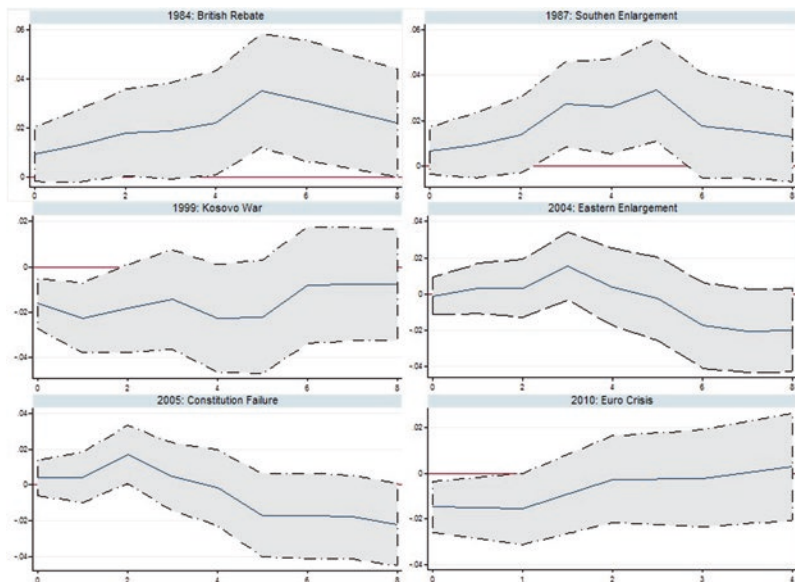 1984: British Rebate
1987: Southen Enlargement
.06
.04
.02
0
0 2 4 6 8
.06
.04
.02
0
0 2 4 6 8
1999: Kosovo War
2004: Eastern Enlargement
.02
0
-.02
-.04
0 2 4 6 8
.04
.02
0
-.02
-.04
0 2 4 6 8
2005: Constitution Failure
2010: Euro Crisis
.04
.02
0
-.02
-.04
0 2 4 6 8
.02
0
-.02
-.04
0 1 2 3 4